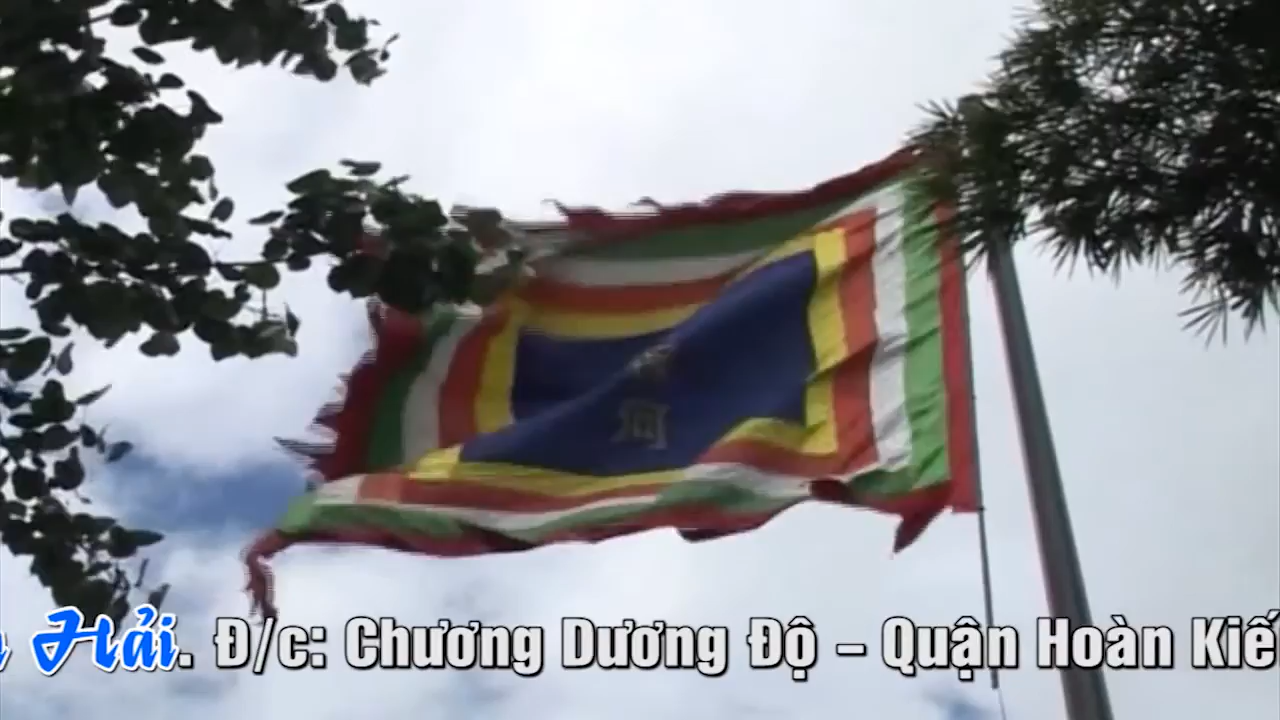 Hải. Đ/c: Chương Dương Độ – Quận Hoàn Kiế